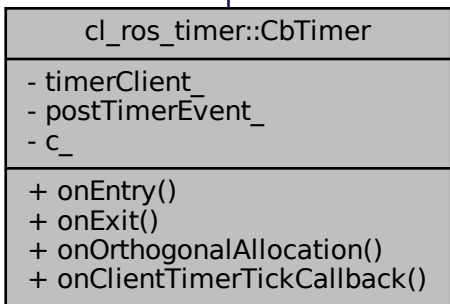 cl_ros_timer::CbTimer
- timerClient_
- postTimerEvent_
- c_
+ onEntry()
+ onExit()
+ onOrthogonalAllocation()
+ onClientTimerTickCallback()